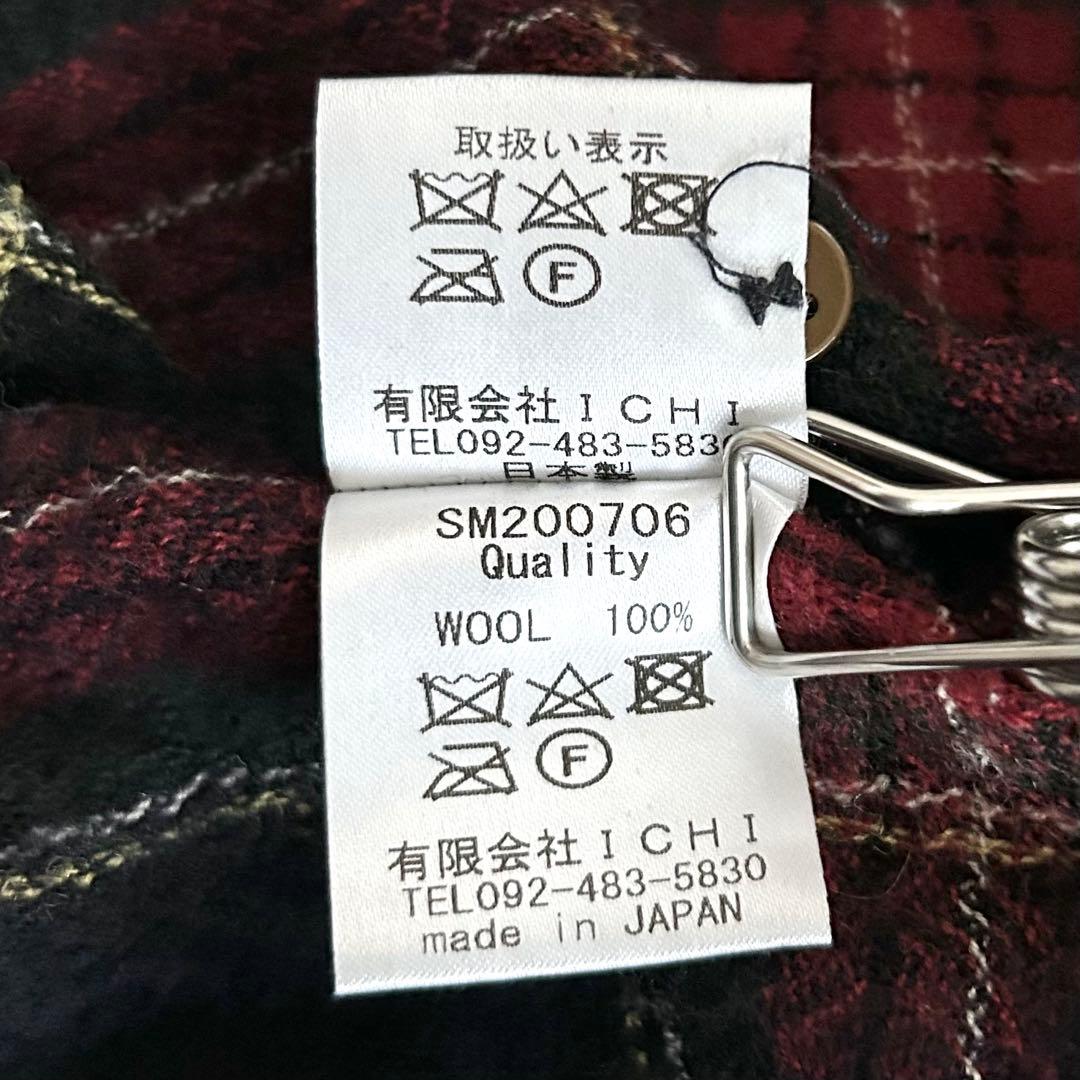 取扱い表示
F
有限会社ICHI
TEL092-483-583
日本製
SM200706
Quality
WOOL 100%
F
有限会社ICHI
TEL092-483-5830
made in JAPAN